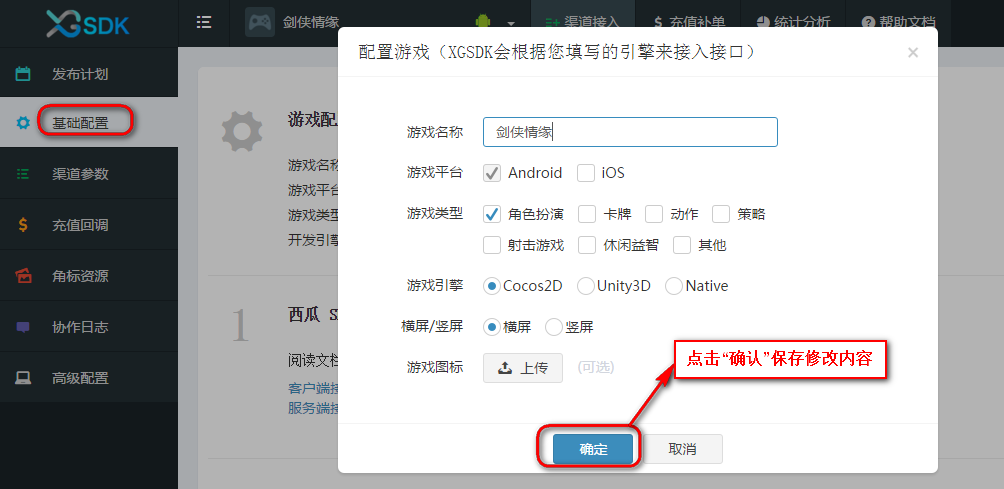 XGSDK
剑侠情缘
渠道接入
$ 充值补单
统计分析
帮助文档
发布计划
基础配置
渠道参数
充值回调
角标资源
协作日志
高级配置
游戏配
游戏名称
游戏平台
游戏类型
开发引擎
1
西瓜 S
阅读文档
客户端接
服务端接
配置游戏（XGSDK会根据您填写的引擎来接入接口） ×
游戏名称 剑侠情缘
游戏平台 Android iOS
游戏类型 角色扮演 卡牌 动作 策略
射击游戏 休闲益智 其他
游戏引擎 Cocos2D Unity3D Native
横屏/竖屏 横屏 竖屏
游戏图标 上传 (可选)
点击“确认”保存修改内容
确定 取消